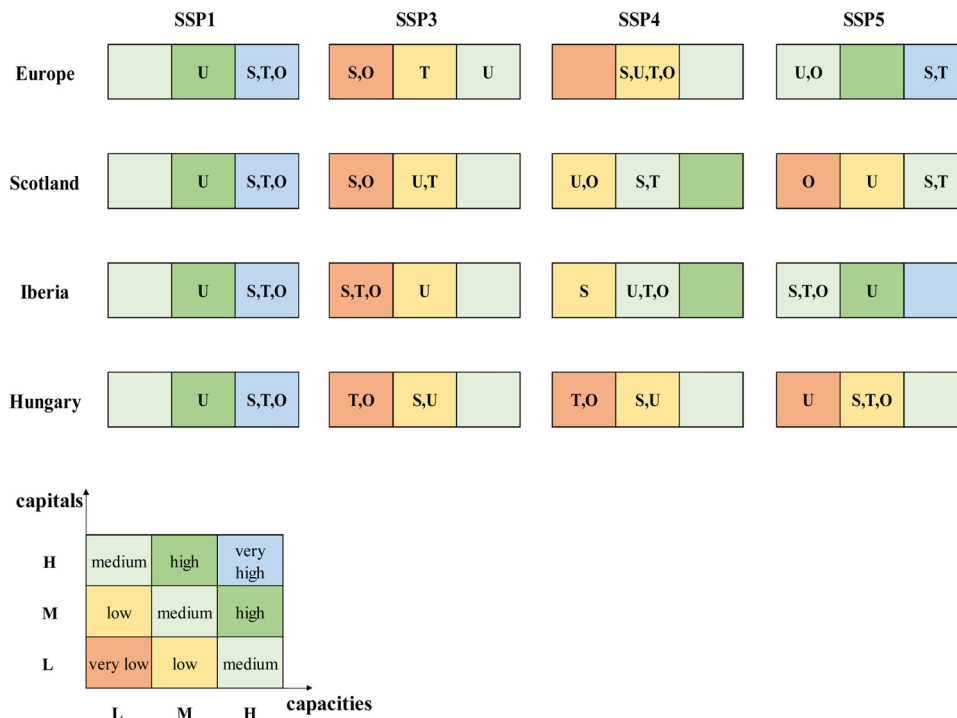 SSP1 SSP3 SSP4 SSP5
Europe U S,T,O S,O T U S,U,T,O U,O S,T
Scotland U S,T,O S,O U,T U,O S,T O U S,T
Iberia U S,T,O S,T,O U S U,T,O S,T,O U
Hungary U S,T,O T,O S,U T,O S,U U S,T,O
capitals
H medium high very high
M low medium high
L very low low medium
capacities
L M H